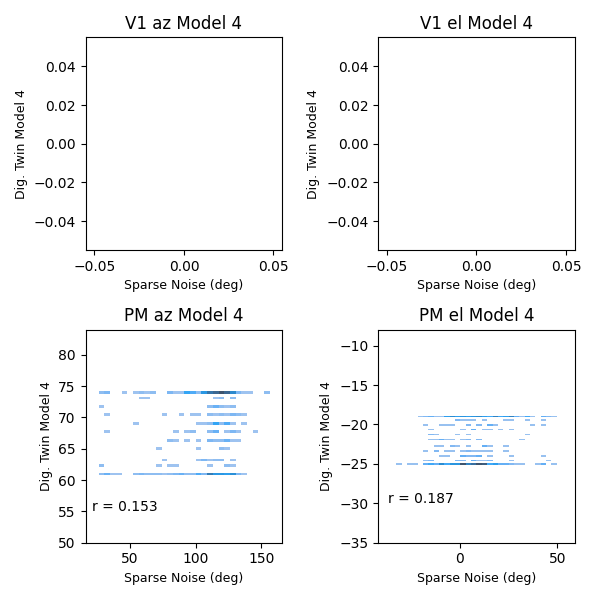 V1 az Model 4
V1 el Model 4
Dig. Twin Model 4
0.04
0.02
0.00
−0.02
−0.04
−0.05
0.00
0.05
Sparse Noise (deg)
Dig. Twin Model 4
0.04
0.02
0.00
−0.02
−0.04
−0.05
0.00
0.05
Sparse Noise (deg)
PM az Model 4
PM el Model 4
Dig. Twin Model 4
80
75
70
65
60
55
50
r = 0.153
50
100
150
Sparse Noise (deg)
Dig. Twin Model 4
−10
−15
−20
−25
−30
−35
r = 0.187
0
50
Sparse Noise (deg)